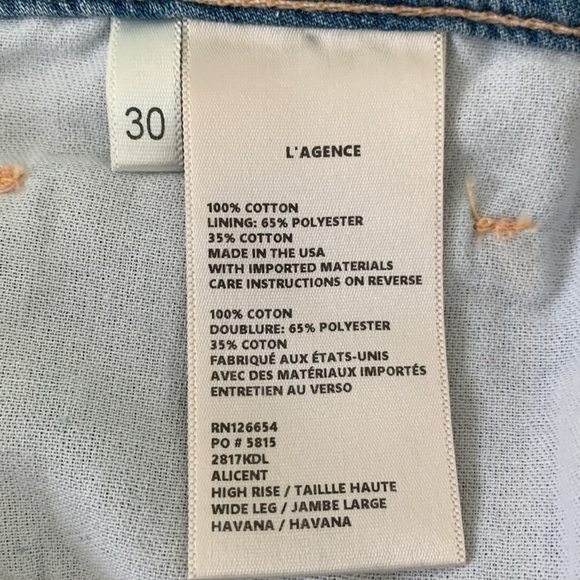 30
L'AGENCE
100% COTTON
LINING: 65% POLYESTER
35% COTTON
MADE IN THE USA
WITH IMPORTED MATERIALS
CARE INSTRUCTIONS ON REVERSE
100% COTON
DOUBLURE: 65% POLYESTER
35% COTON
FABRIQUÉ AUX ÉTATS-UNIS
AVEC DES MATÉRIAUX IMPORTÉS
ENTRETIEN AU VERSO
RN126654
PO # 5815
2817KDL
ALICENT
HIGH RISE / TAILLLE HAUTE
WIDE LEG / JAMBE LARGE
HAVANA / HAVANA